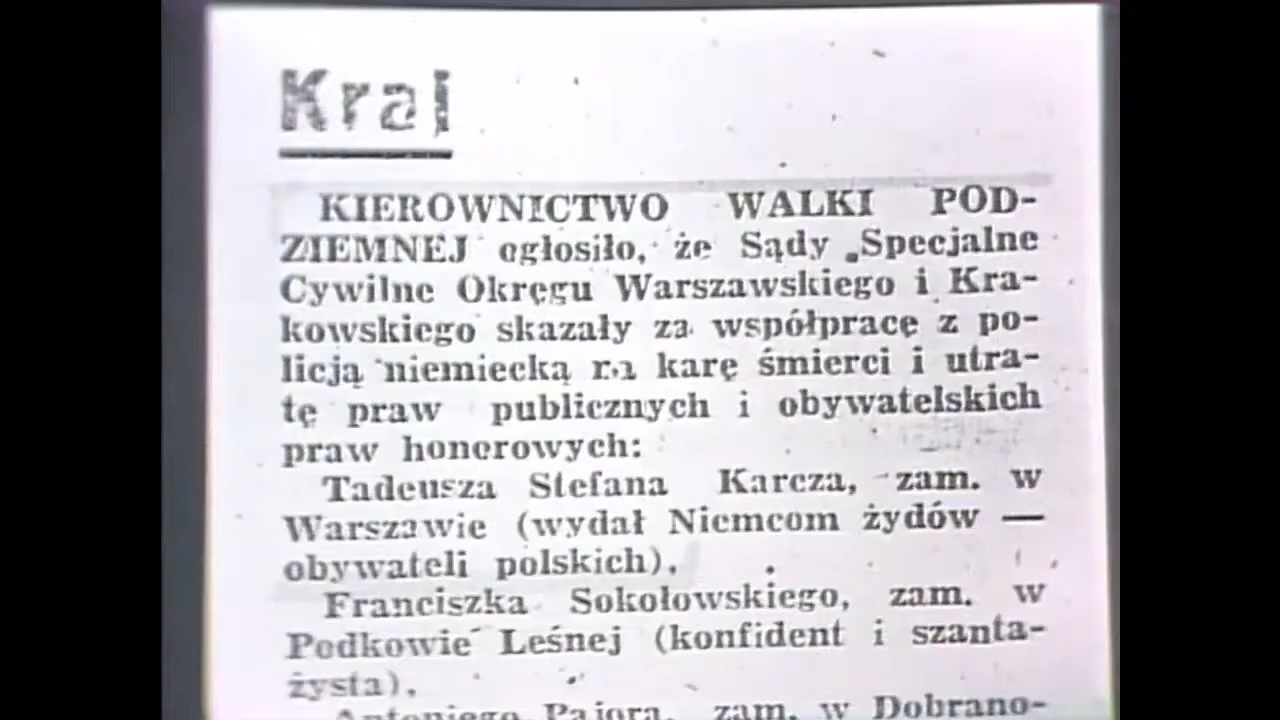 Kraj
KIEROWNICTWO WALKI POD-
ZIEMNEJ ogłosiło, że Sądy Specjalne
Cywilne Okręgu Warszawskiego i Kra-
kowskiego skazały za współpracę z po-
licją niemiecką na karę śmierci i utra-
tę praw publicznych i obywatelskich
praw honorowych:
Tadeusza Stefana Karcza, zam. w
Warszawie (wydał Niemcom żydów —
obywateli polskich),
Franciszka Sokołowskiego, zam. w
Podkowie Leśnej (konfident i szanta-
żysta),
Antoniego Pajora, zam. w Dobrano-